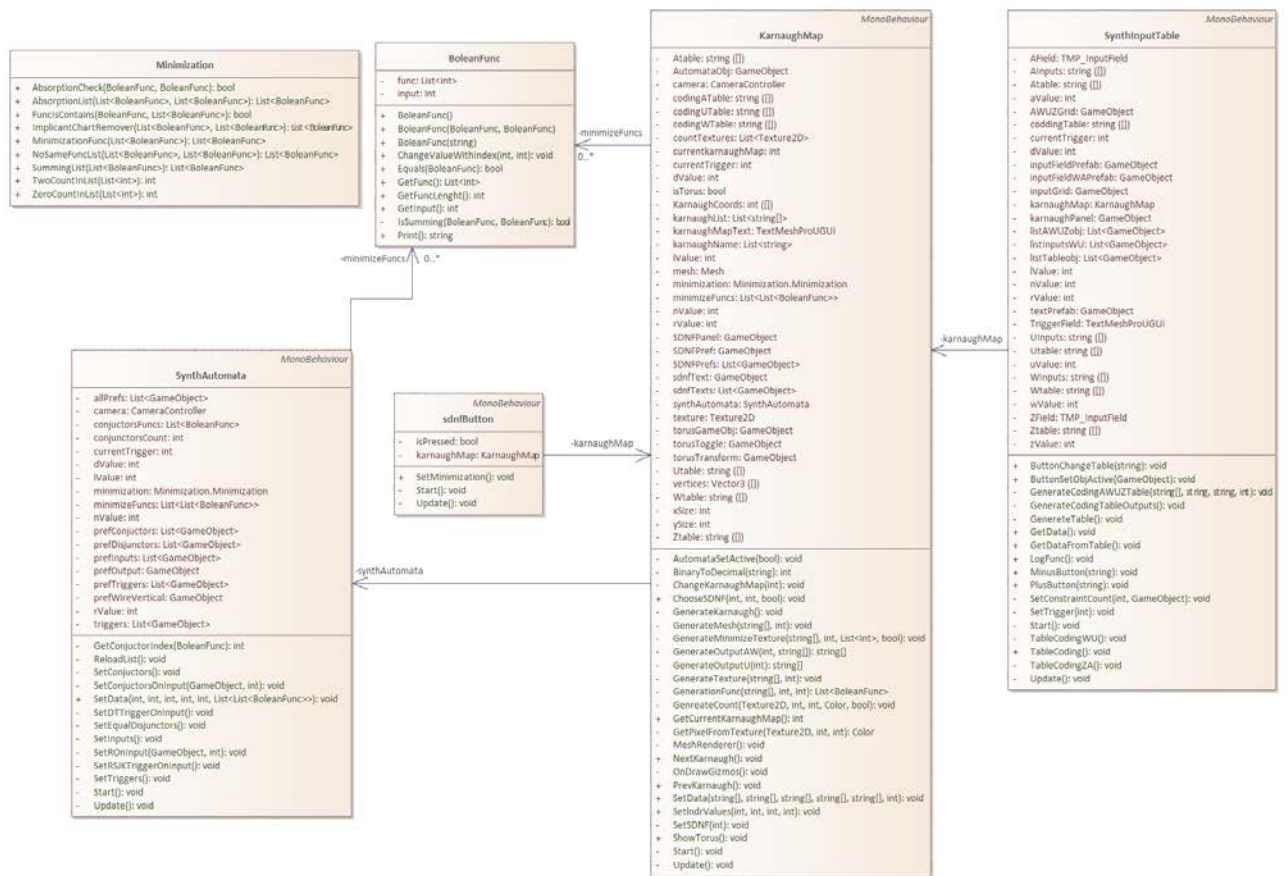 Minimization
+ AbsorptionCheck(BoleanFunc, BoleanFunc): bool
+ AbsorptionList(List<BoleanFunc>, List<BoleanFunc>): List<BoleanFunc>
+ FuncIsContains(BoleanFunc, List<BoleanFunc>): bool
+ ImplicantChartRemover(List<BoleanFunc>, List<BoleanFunc>): List<BoleanFunc>
+ MinimizationFunc(List<BoleanFunc>): List<BoleanFunc>
+ NoSameFuncList(List<BoleanFunc>, List<BoleanFunc>): List<BoleanFunc>
+ SummingList(List<BoleanFunc>): List<BoleanFunc>
+ TwoCountInList(List<int>): int
+ ZeroCountInList(List<int>): int
BoleanFunc
- func: List<int>
- input: int
+ BoleanFunc()
+ BoleanFunc(BoleanFunc, BoleanFunc)
+ BoleanFunc(string)
+ ChangeValueWithIndex(int, int): void
+ Equals(BoleanFunc): bool
+ GetFunc(): List<int>
+ GetFuncLenght(): int
+ GetInput(): int
- IsSumming(BoleanFunc, BoleanFunc): bool
+ Print(): string
-minimizeFuncs
0..*
-minimizeFuncs
0..*
MonoBehaviour
KarnaughMap
- Atable: string ([])
- AutomataObj: GameObject
- camera: CameraController
- codingATable: string ([])
- codingUTable: string ([])
- codingWTable: string ([])
- countTextures: List<Texture2D>
- currentkarnaughMap: int
- currentTrigger: int
- dValue: int
- isTorus: bool
- KarnaughCoords: int ([])
- karnaughList: List<string[]>
- karnaughMapText: TextMeshProUGUI
- karnaughName: List<string>
- lValue: int
- mesh: Mesh
- minimization: Minimization.Minimization
- minimizeFuncs: List<List<BoleanFunc>>
- nValue: int
- rValue: int
- SDNFPanel: GameObject
- SDNFPref: GameObject
- SDNFPrefs: List<GameObject>
- sdnfText: GameObject
- sdnfTexts: List<GameObject>
- synthAutomata: SynthAutomata
- texture: Texture2D
- torusGameObj: GameObject
- torusToggle: GameObject
- torusTransform: GameObject
- Utable: string ([])
- vertices: Vector3 ([])
- Wtable: string ([])
- xSize: int
- ySize: int
- Ztable: string ([])
- AutomataSetActive(bool): void
- BinaryToDecimal(string): int
- ChangeKarnaughMap(int): void
+ ChooseSDNF(int, int, bool): void
- GenerateKarnaugh(): void
- GenerateMesh(string[], int): void
- GenerateMinimizeTexture(string[], int, List<int>, bool): void
- GenerateOutputAW(int, string[]): string[]
- GenerateOutputU(int): string[]
- GenerateTexture(string[], int): void
- GenerationFunc(string[], int, int): List<BoleanFunc>
- GenreateCount(Texture2D, int, int, Color, bool): void
+ GetCurrentKarnaughMap(): int
- GetPixelFromTexture(Texture2D, int, int): Color
- MeshRenderer(): void
+ NextKarnaugh(): void
- OnDrawGizmos(): void
+ PrevKarnaugh(): void
+ SetData(string[], string[], string[], string[], string[], int): void
+ SetIndrValues(int, int, int, int): void
- SetSDNF(int): void
+ ShowTorus(): void
- Start(): void
- Update(): void
MonoBehaviour
SynthInputTable
- AField: TMP_InputField
- AInputs: string ([])
- Atable: string ([])
- aValue: int
- AWUZGrid: GameObject
- coddingTable: string ([])
- currentTrigger: int
- dValue: int
- inputFieldPrefab: GameObject
- inputFieldWAPrefab: GameObject
- inputGrid: GameObject
- karnaughMap: KarnaughMap
- karnaughPanel: GameObject
- listAWUZobj: List<GameObject>
- listInputsWU: List<GameObject>
- listTableobj: List<GameObject>
- lValue: int
- nValue: int
- rValue: int
- textPrefab: GameObject
- TriggerField: TextMeshProUGUI
- UInputs: string ([])
- Utable: string ([])
- uValue: int
- WInputs: string ([])
- Wtable: string ([])
- wValue: int
- ZField: TMP_InputField
- Ztable: string ([])
- zValue: int
+ ButtonChangeTable(string): void
+ ButtonSetObjActive(GameObject): void
- GenerateCodingAWUZTable(string[], string, string, int): void
- GenerateCodingTableOutputs(): void
- GenereteTable(): void
+ GetData(): void
+ GetDataFromTable(): void
+ LogFunc(): void
+ MinusButton(string): void
+ PlusButton(string): void
- SetConstraintCount(int, GameObject): void
- SetTrigger(int): void
- Start(): void
- TableCodingWU(): void
+ TableCoding(): void
- TableCodingZA(): void
- Update(): void
-karnaughMap
MonoBehaviour
SynthAutomata
- allPrefs: List<GameObject>
- camera: CameraController
- conjuctorsFuncs: List<BoleanFunc>
- conjunctorsCount: int
- currentTrigger: int
- dValue: int
- lValue: int
- minimization: Minimization.Minimization
- minimizeFuncs: List<List<BoleanFunc>>
- nValue: int
- prefConjuctors: List<GameObject>
- prefDisjunctors: List<GameObject>
- prefInputs: List<GameObject>
- prefOutput: GameObject
- prefTriggers: List<GameObject>
- prefWireVertical: GameObject
- rValue: int
- triggers: List<GameObject>
- GetConjuctorIndex(BoleanFunc): int
- ReloadList(): void
- SetConjuctors(): void
- SetConjuctorsOnInput(GameObject, int): void
+ SetData(int, int, int, int, int, List<List<BoleanFunc>>): void
- SetDTTriggerOnInput(): void
- SetEqualDisjunctors(): void
- SetInputs(): void
- SetROnInput(GameObject, int): void
- SetRSJKTriggerOnInput(): void
- SetTriggers(): void
- Start(): void
- Update(): void
MonoBehaviour
sdnfButton
- isPressed: bool
- karnaughMap: KarnaughMap
+ SetMinimization(): void
- Start(): void
- Update(): void
-karnaughMap
-synthAutomata